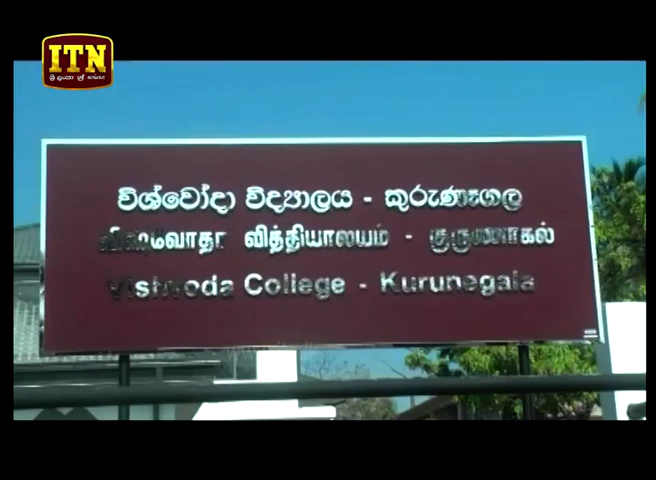 ITN
ශ්‍රී ලංකා
විශ්වෝදා විද්‍යාලය - කුරුණෑගල
வித்தியாலயம் - குருணாகல்
Vishvoda College - Kurunegala